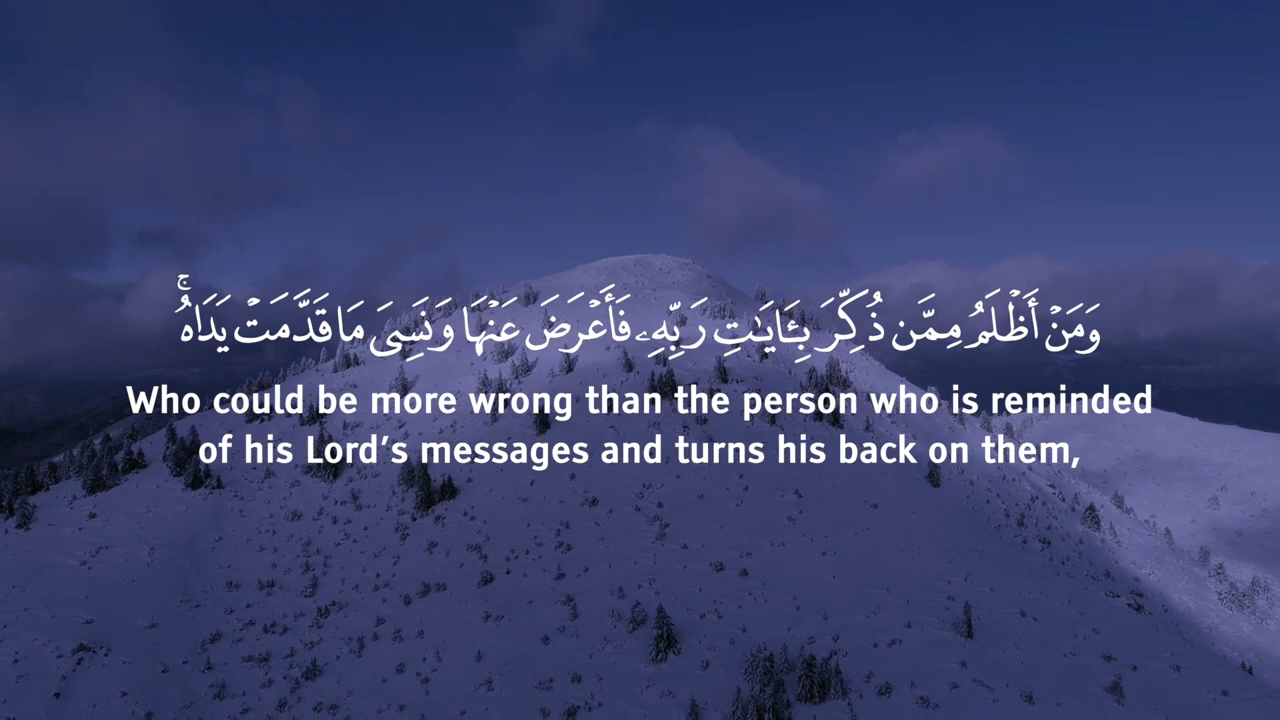 وَمَنۡ أَظۡلَمُ مِمَّن ذُكِّرَ بِـَٔايَـٰتِ رَبِّهِۦ فَأَعۡرَضَ عَنۡهَا وَنَسِىَ مَا قَدَّمَتۡ يَدَاهُۚ
Who could be more wrong than the person who is reminded
of his Lord’s messages and turns his back on them,